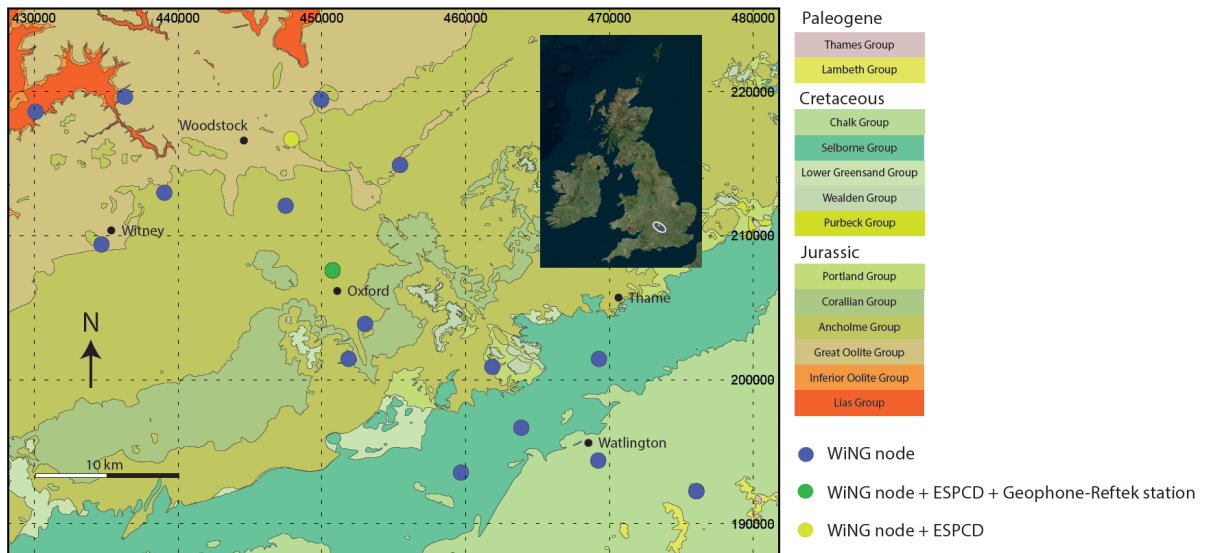 430000 440000 450000 460000 470000 480000
220000
Woodstock
210000
Witney
Oxford
Thame
N
200000
Watlington
10 km
190000
Paleogene
Thames Group
Lambeth Group
Cretaceous
Chalk Group
Selborne Group
Lower Greensand Group
Wealden Group
Purbeck Group
Jurassic
Portland Group
Corallian Group
Ancholme Group
Great Oolite Group
Inferior Oolite Group
Lias Group
WiNG node
WiNG node + ESPCD + Geophone-Reftek station
WiNG node + ESPCD